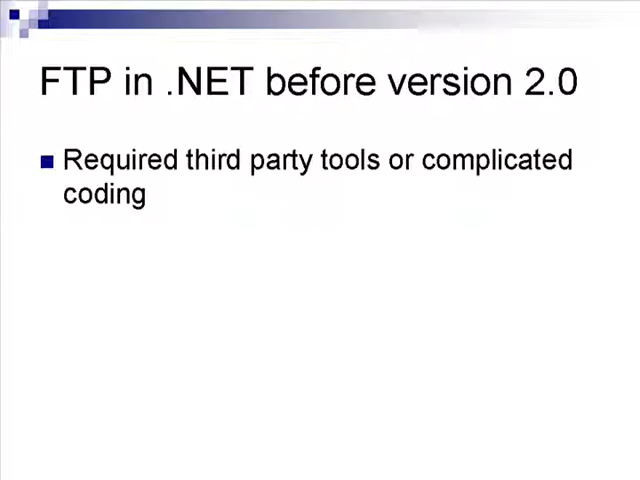 FTP in .NET before version 2.0
Required third party tools or complicated
coding